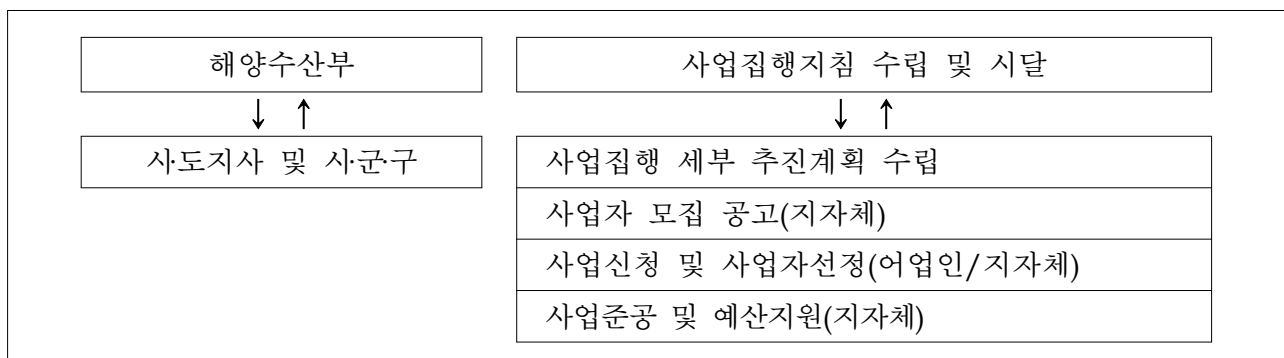 해양수산부
사업집행지침 수립 및 시달
↓ ↑
↓ ↑
시·도지사 및 시·군·구
사업집행 세부 추진계획 수립
사업자 모집 공고(지자체)
사업신청 및 사업자선정(어업인/지자체)
사업준공 및 예산지원(지자체)